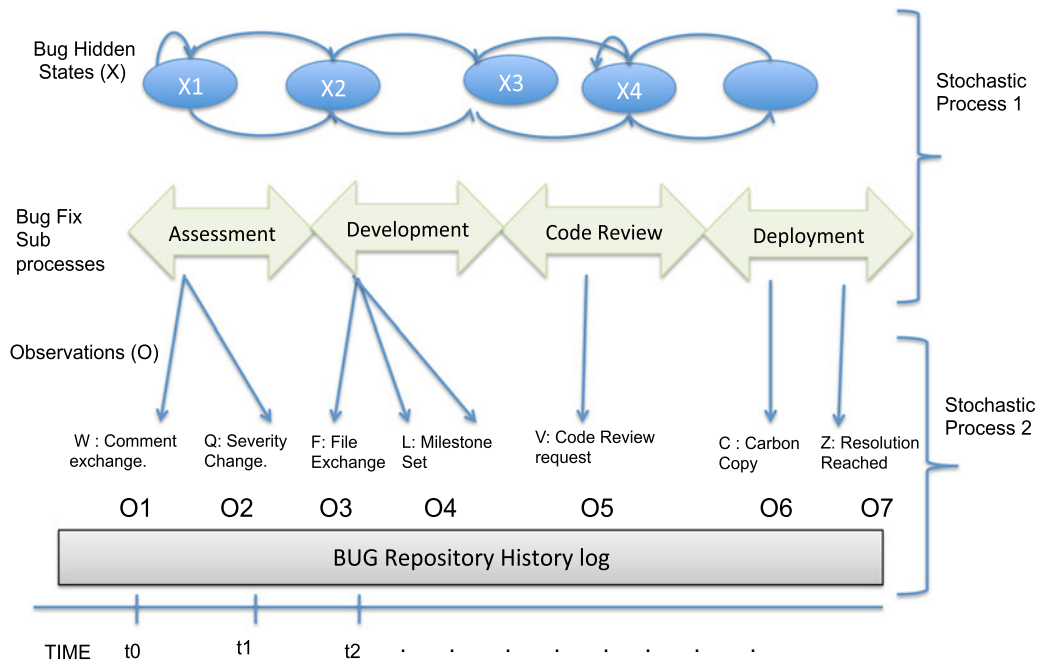 Bug Hidden
States (X)
X1
X2
X3
X4
Stochastic
Process 1
Bug Fix
Sub
processes
Assessment
Development
Code Review
Deployment
Observations (O)
Stochastic
Process 2
W : Comment
exchange.
Q: Severity
Change.
F: File
Exchange
L: Milestone
Set
V: Code Review
request
C : Carbon
Copy
Z: Resolution
Reached
O1
O2
O3
O4
O5
O6
O7
BUG Repository History log
TIME
t0
t1
t2
. . . . . . . .